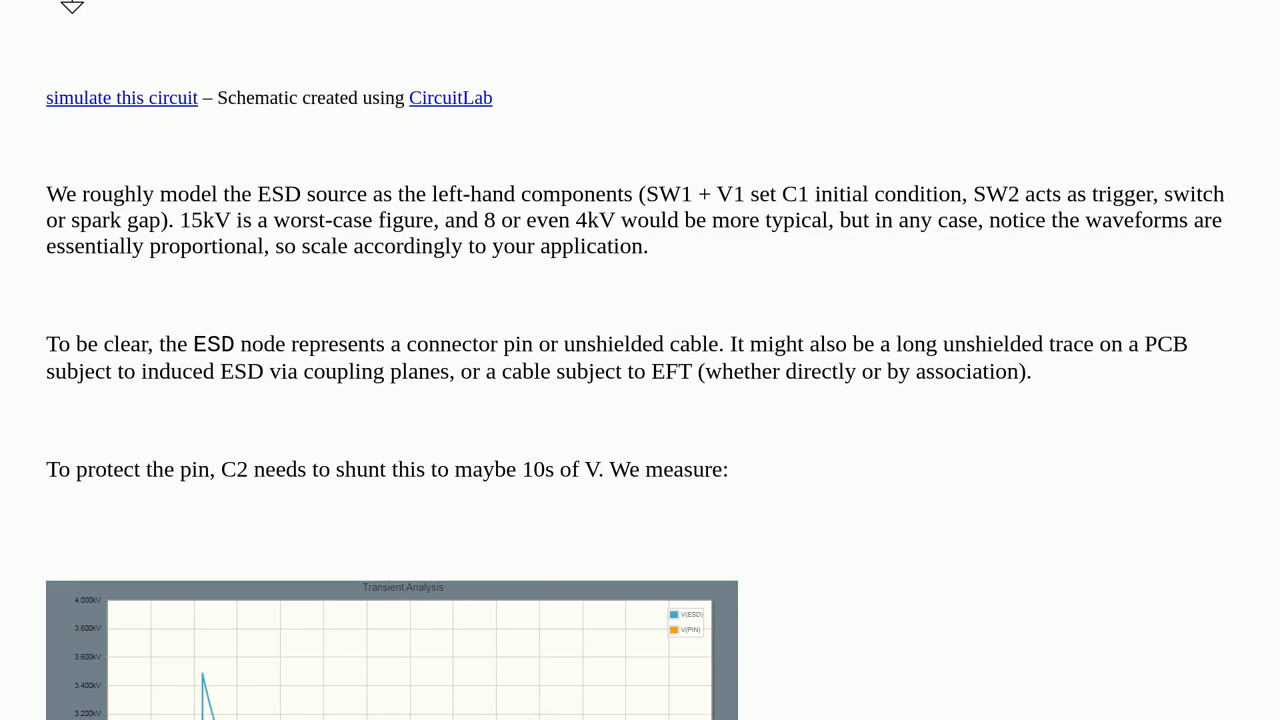 simulate this circuit – Schematic created using CircuitLab
We roughly model the ESD source as the left-hand components (SW1 + V1 set C1 initial condition, SW2 acts as trigger, switch
or spark gap). 15kV is a worst-case figure, and 8 or even 4kV would be more typical, but in any case, notice the waveforms are
essentially proportional, so scale accordingly to your application.
To be clear, the ESD node represents a connector pin or unshielded cable. It might also be a long unshielded trace on a PCB
subject to induced ESD via coupling planes, or a cable subject to EFT (whether directly or by association).
To protect the pin, C2 needs to shunt this to maybe 10s of V. We measure:
Transient Analysis
4.000kV
V(ESD)
3.800kV
V(PIN)
3.600kV
3.400kV
3.200kV